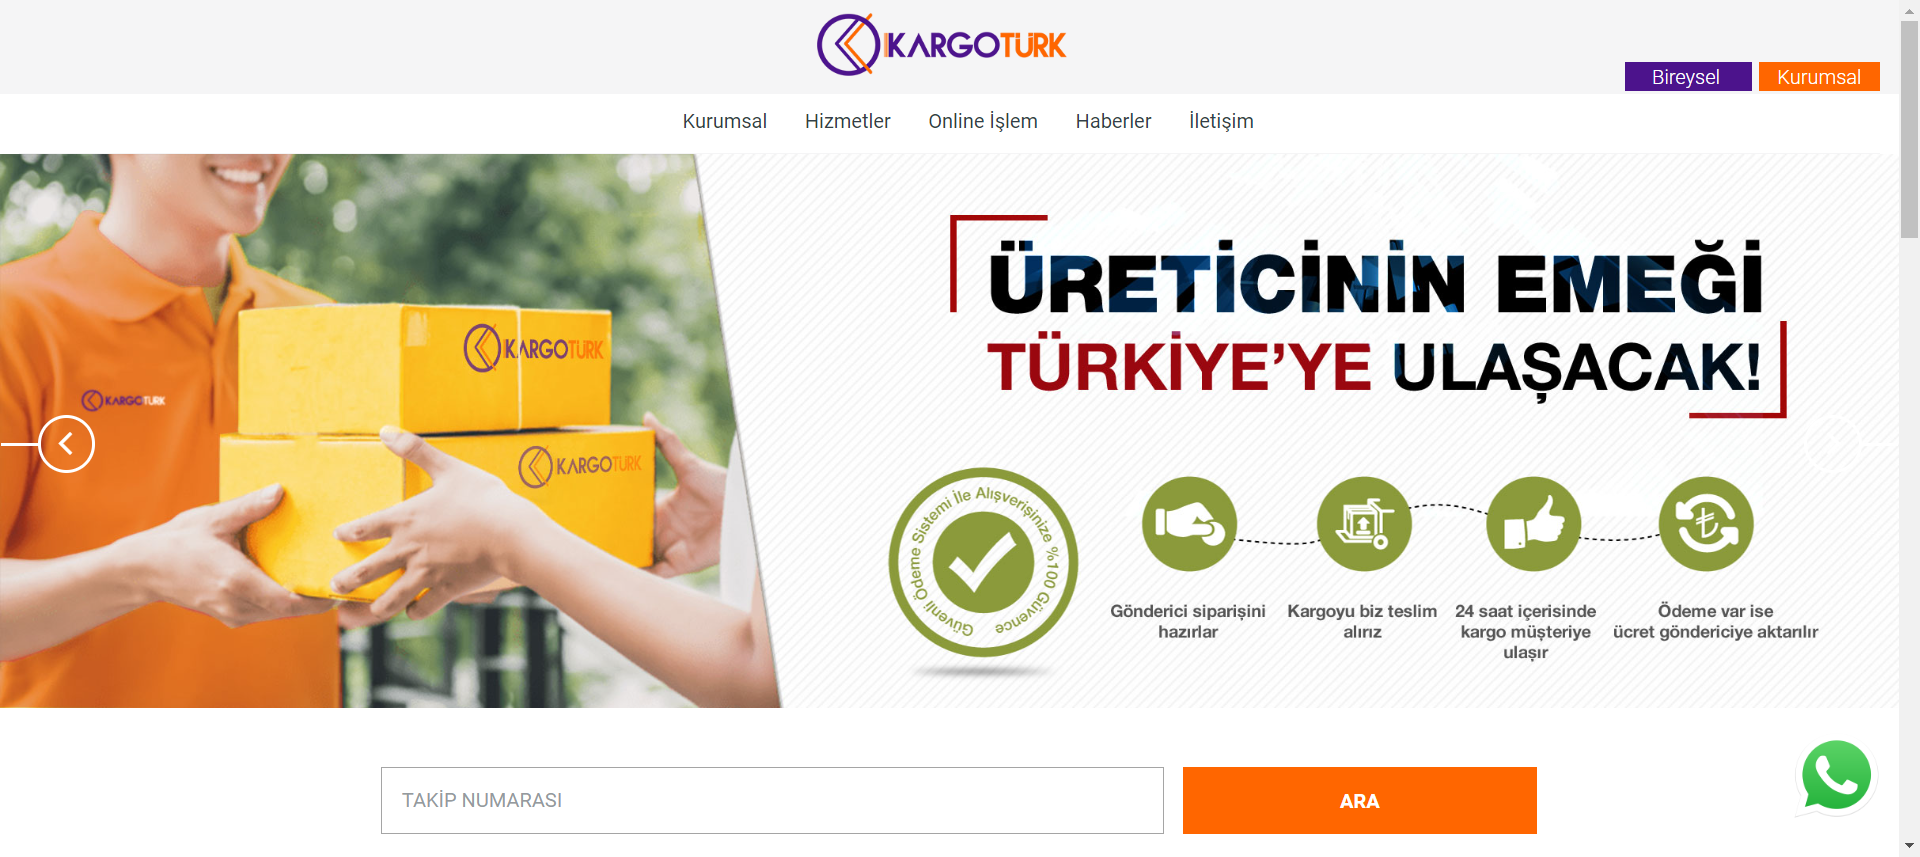 KARGOTÜRK
Bireysel
Kurumsal
Kurumsal
Hizmetler
Online İşlem
Haberler
İletişim
ÜRETİCİNİN EMEĞİ
TÜRKİYE'YE ULAŞACAK!
KARGOTÜRK
KARGOTÜRK
KARGOTÜRK
Güvenli Ödeme Sistemi İle Alışverişinize %100 Güvence
Gönderici siparişini
hazırlar
Kargoyu biz teslim
alırız
24 saat içerisinde
kargo müşteriye
ulaşır
Ödeme var ise
ücret göndericiye aktarılır
TAKİP NUMARASI
ARA